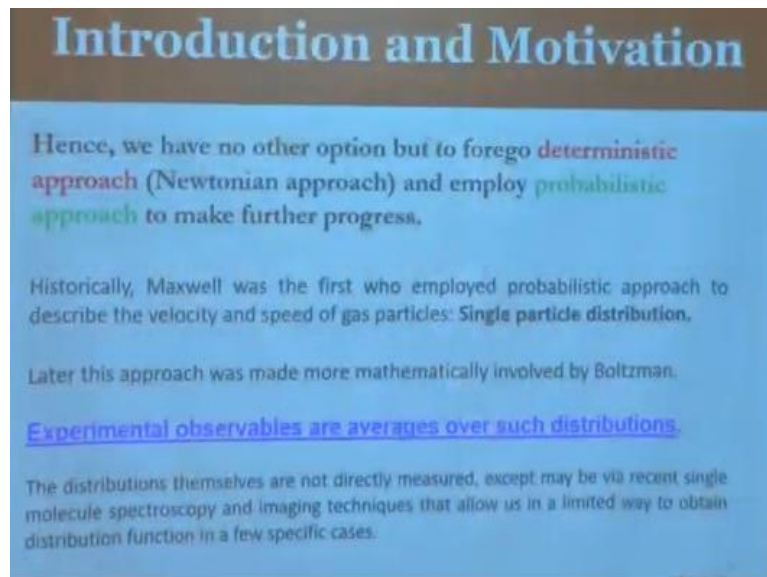 Introduction and Motivation
Hence, we have no other option but to forego deterministic
approach (Newtonian approach) and employ probabilistic
approach to make further progress.
Historically, Maxwell was the first who employed probabilistic approach to
describe the velocity and speed of gas particles: Single particle distribution.
Later this approach was made more mathematically involved by Boltzman.
Experimental observables are averages over such distributions.
The distributions themselves are not directly measured, except may be via recent single
molecule spectroscopy and imaging techniques that allow us in a limited way to obtain
distribution function in a few specific cases.